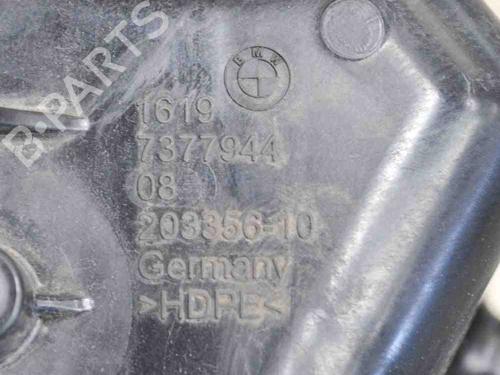 B-PARTS
BMW
1619
7377944
08
203356-10
Germany
>HDPE<